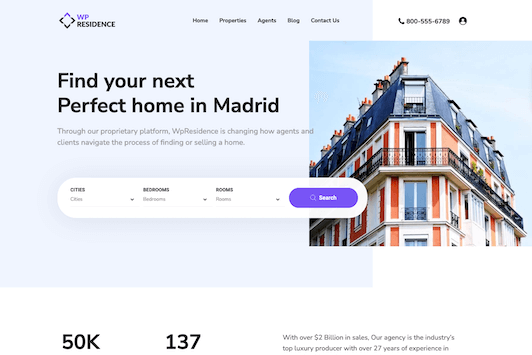 WP
RESIDENCE
Home Properties Agents Blog Contact Us
800-555-6789
Find your next
Perfect home in Madrid
Through our proprietary platform, WpResidence is changing how agents and
clients navigate the process of finding or selling a home.
CITIES BEDROOMS ROOMS
Cities Bedrooms Rooms Search
50K 137
With over $2 Billion in sales, Our agency is the industry's
top luxury producer with over 27 years of experience in